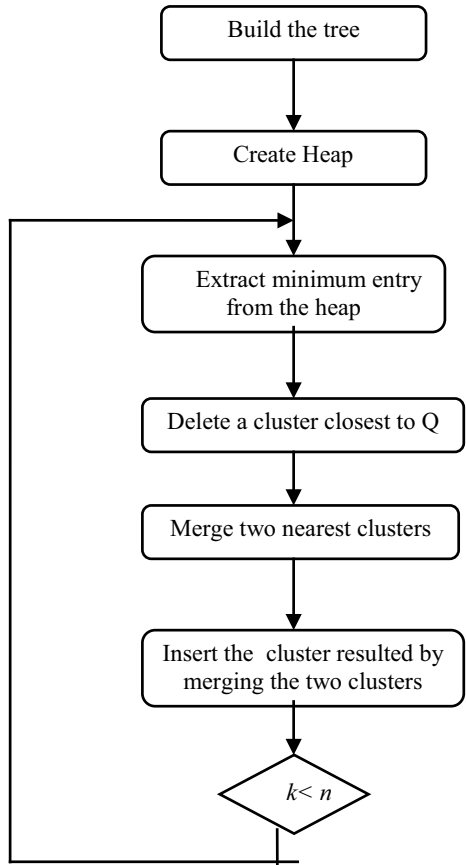 Build the tree
Create Heap
Extract minimum entry
from the heap
Delete a cluster closest to Q
Merge two nearest clusters
Insert the cluster resulted by
merging the two clusters
k< n